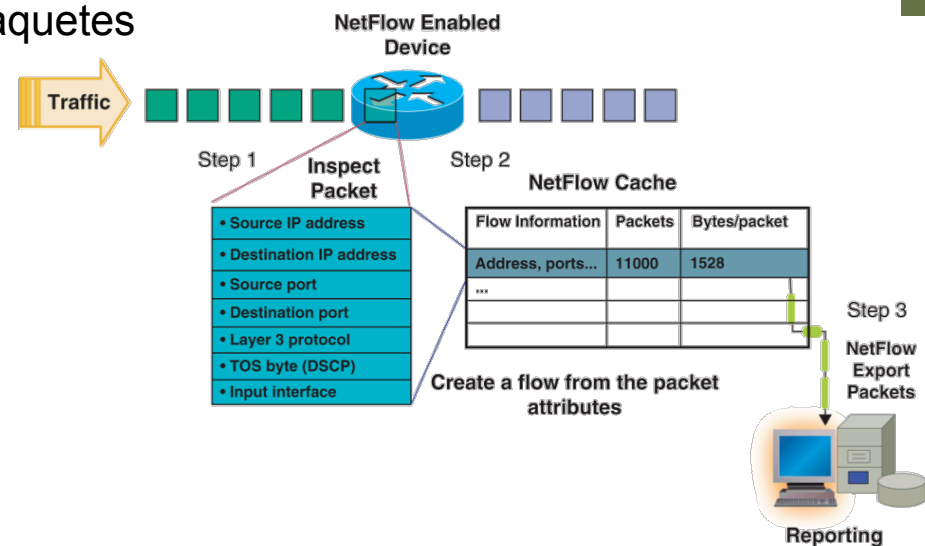 aquetes
NetFlow Enabled
Device
Traffic
Step 1
Inspect
Packet
Step 2
NetFlow Cache
• Source IP address
• Destination IP address
• Source port
• Destination port
• Layer 3 protocol
• TOS byte (DSCP)
• Input interface
Flow Information Packets Bytes/packet
Address, ports... 11000 1528
...
Create a flow from the packet
attributes
Step 3
NetFlow
Export
Packets
Reporting